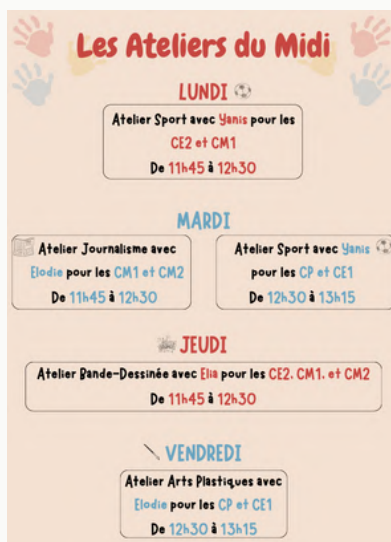 Les Ateliers du Midi
LUNDI
Atelier Sport avec Yanis pour les
CE2 et CM1
De 11h45 à 12h30
MARDI
Atelier Journalisme avec
Elodie pour les CM1 et CM2
De 11h45 à 12h30
Atelier Sport avec Yanis
pour les CP et CE1
De 12h30 à 13h15
JEUDI
Atelier Bande-Dessinée avec Elia pour les CE2, CM1, et CM2
De 11h45 à 12h30
VENDREDI
Atelier Arts Plastiques avec
Elodie pour les CP et CE1
De 12h30 à 13h15